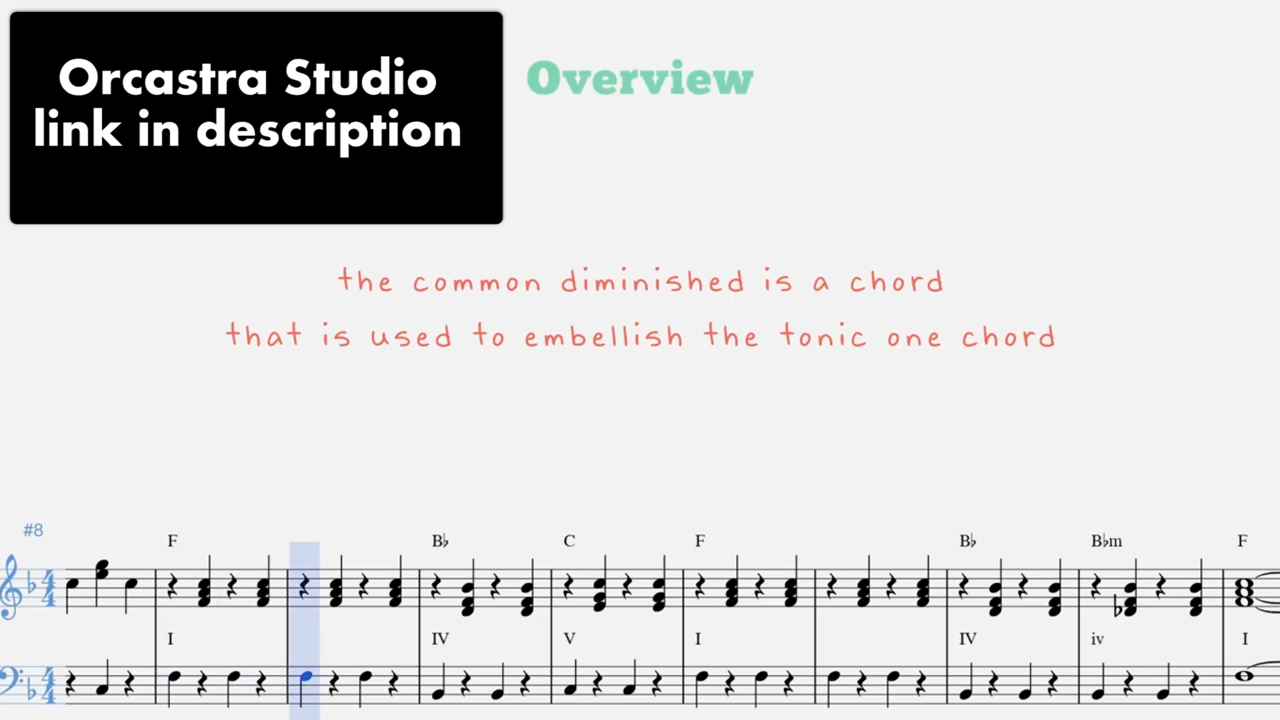 Orcastra Studio
link in description
Overview
the common diminished is a chord
that is used to embellish the tonic one chord
#8
F B♭ C F B♭ B♭m F
I IV V I IV iv I